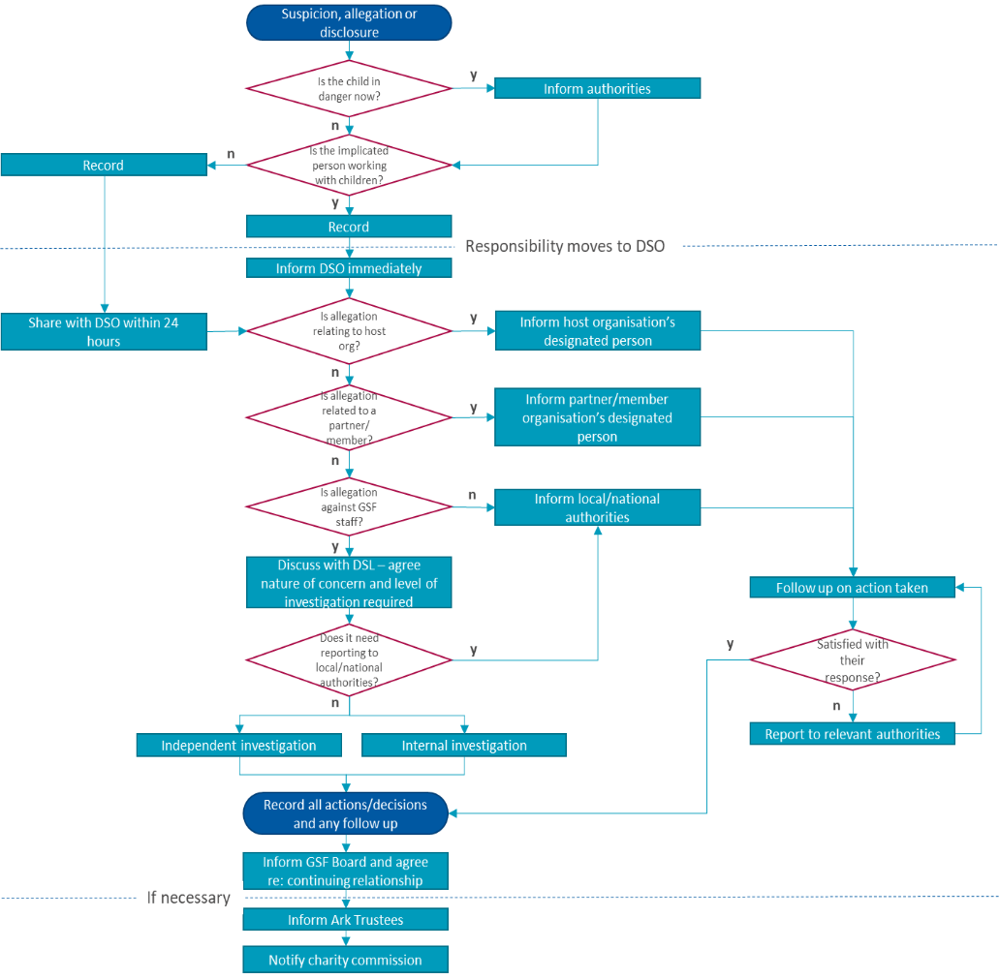 Suspicion, allegation or
disclosure
Is the child in
danger now?
y
Inform authorities
n
Is the implicated
person working
with children?
n
Record
y
Record
Responsibility moves to DSO
Inform DSO immediately
Share with DSO within 24
hours
Is allegation
relating to host
org?
y
Inform host organisation's
designated person
n
Is allegation
related to a
partner/
member?
y
Inform partner/member
organisation's designated
person
n
Is allegation
against GSF
staff?
n
Inform local/national
authorities
y
Discuss with DSL – agree
nature of concern and level of
investigation required
Follow up on action taken
Does it need
reporting to
local/national
authorities?
y
y
Satisfied with
their
response?
n
n
Report to relevant authorities
Independent investigation
Internal investigation
Record all actions/decisions
and any follow up
Inform GSF Board and agree
re: continuing relationship
If necessary
Inform Ark Trustees
Notify charity commission